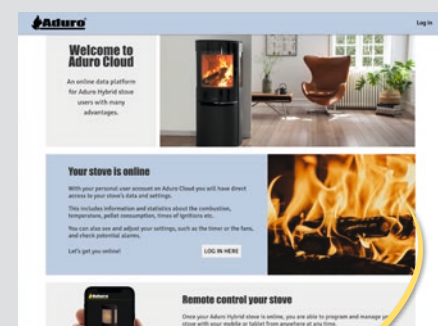 Aduro
Log in
Welcome to
Aduro Cloud
An online data platform
for Aduro Hybrid stove
users with many
advantages.
Your stove is online
With your personal user account on Aduro Cloud you will have direct
access to your stove's data and settings.
This includes information and statistics about the combustion,
temperature, pellet consumption, times of ignitions etc.
You can also see and adjust your settings, such as the timer or the fans,
and check potential alarms.
Let's get you online!
LOG IN HERE
Aduro
Remote control your stove
Once your Aduro Hybrid stove is online, you are able to program and manage
stove with your mobile or tablet from anywhere at any time.